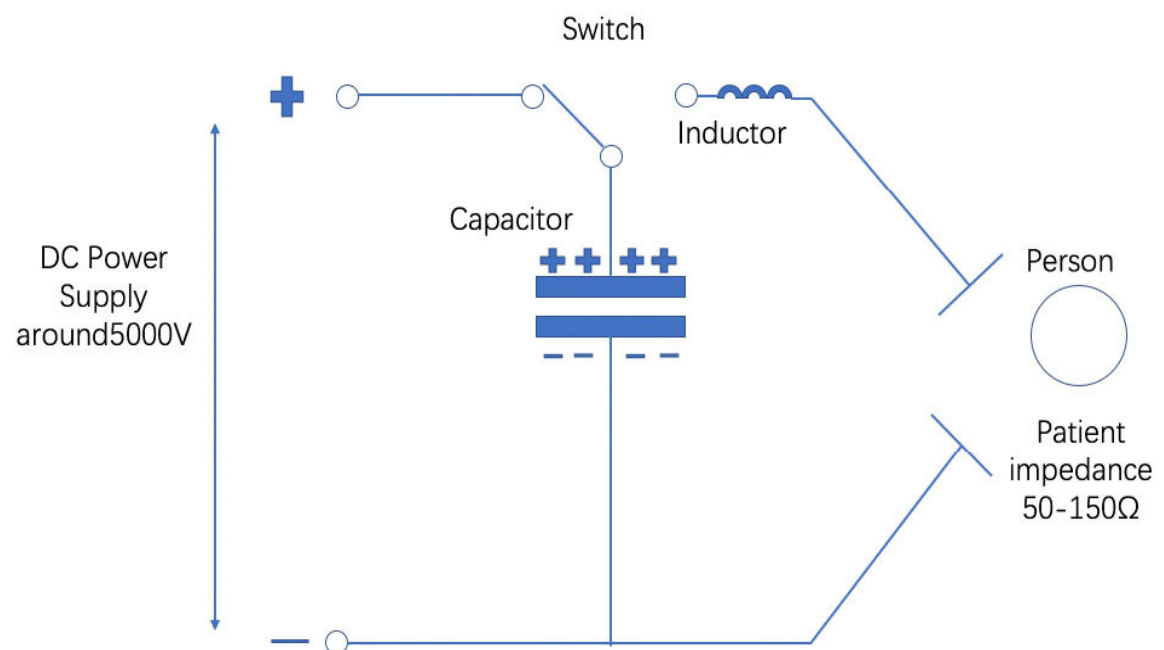 Switch
Inductor
Capacitor
DC Power
Supply
around5000V
Person
Patient
impedance
50-150Ω